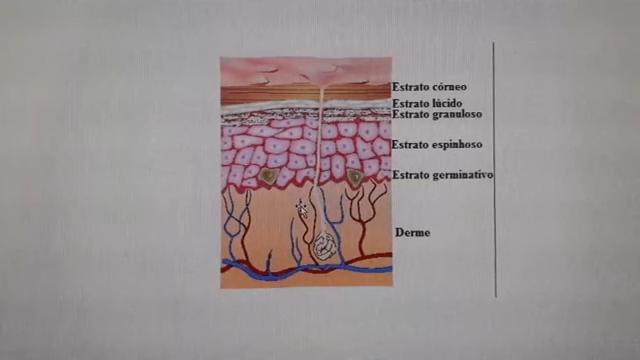 Estrato córneo
Estrato lúcido
Estrato granuloso
Estrato espinhoso
Estrato germinativo
Derme